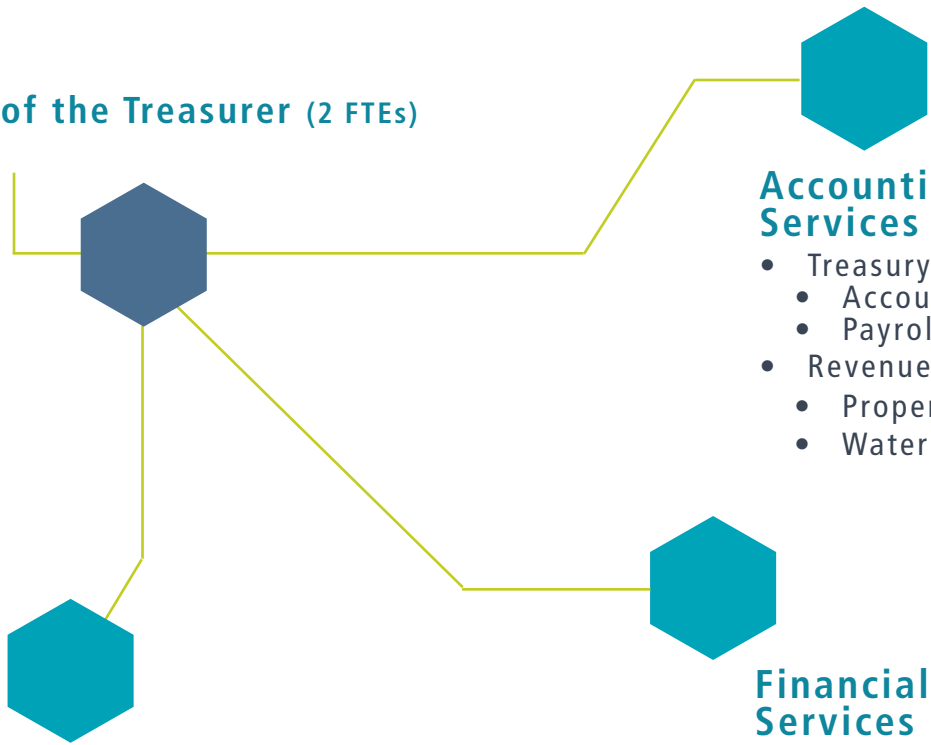 of the Treasurer (2 FTEs)
Accounti
Services
• Treasury
• Accou
• Payrol
• Revenue
• Proper
• Water
Financial
Services